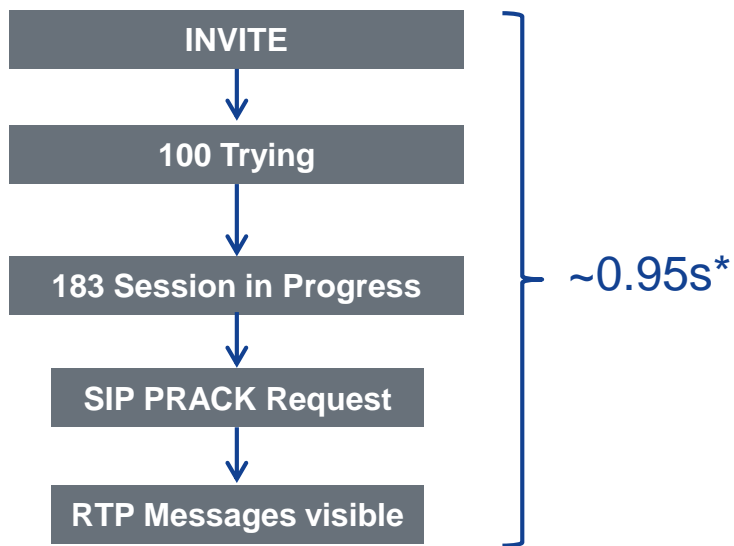 INVITE
100 Trying
183 Session in Progress
~0.95s*
SIP PRACK Request
RTP Messages visible